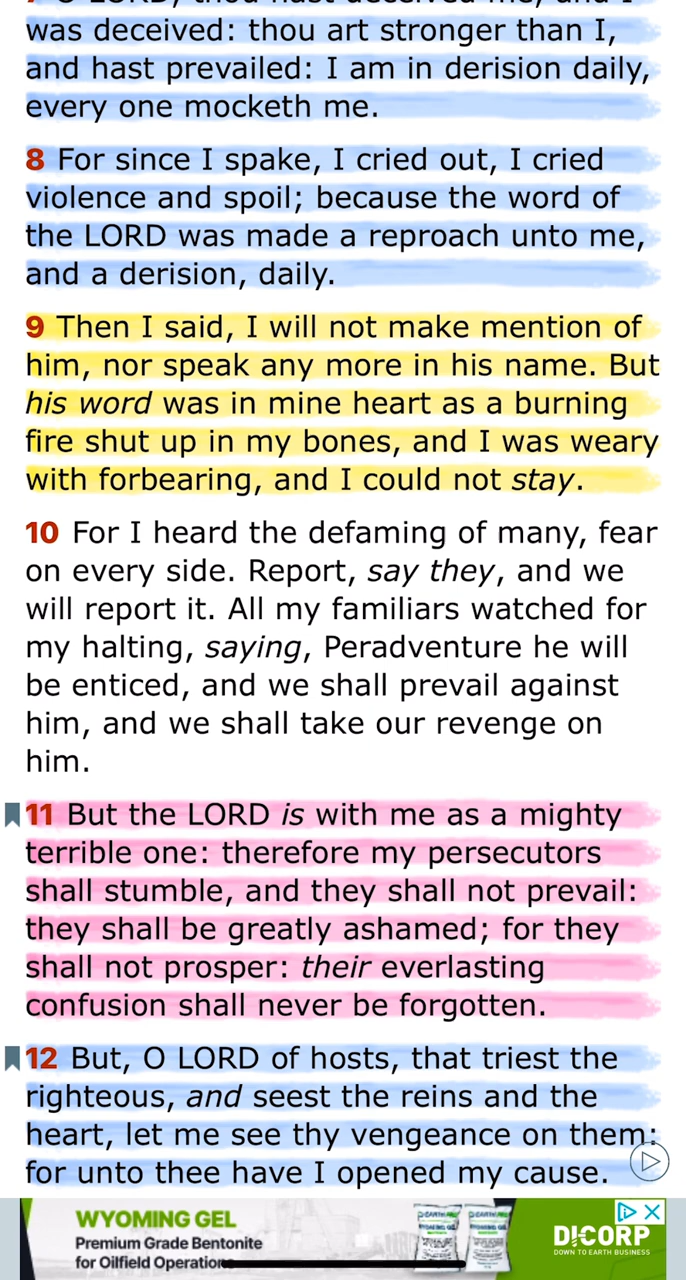 7 O LORD, thou hast deceived me, and I
was deceived: thou art stronger than I,
and hast prevailed: I am in derision daily,
every one mocketh me.
8 For since I spake, I cried out, I cried
violence and spoil; because the word of
the LORD was made a reproach unto me,
and a derision, daily.
9 Then I said, I will not make mention of
him, nor speak any more in his name. But
his word was in mine heart as a burning
fire shut up in my bones, and I was weary
with forbearing, and I could not stay.
10 For I heard the defaming of many, fear
on every side. Report, say they, and we
will report it. All my familiars watched for
my halting, saying, Peradventure he will
be enticed, and we shall prevail against
him, and we shall take our revenge on
him.
11 But the LORD is with me as a mighty
terrible one: therefore my persecutors
shall stumble, and they shall not prevail:
they shall be greatly ashamed; for they
shall not prosper: their everlasting
confusion shall never be forgotten.
12 But, O LORD of hosts, that triest the
righteous, and seest the reins and the
heart, let me see thy vengeance on them:
for unto thee have I opened my cause.
WYOMING GEL
Premium Grade Bentonite
for Oilfield Operations
DICORP
DOWN TO EARTH BUSINESS